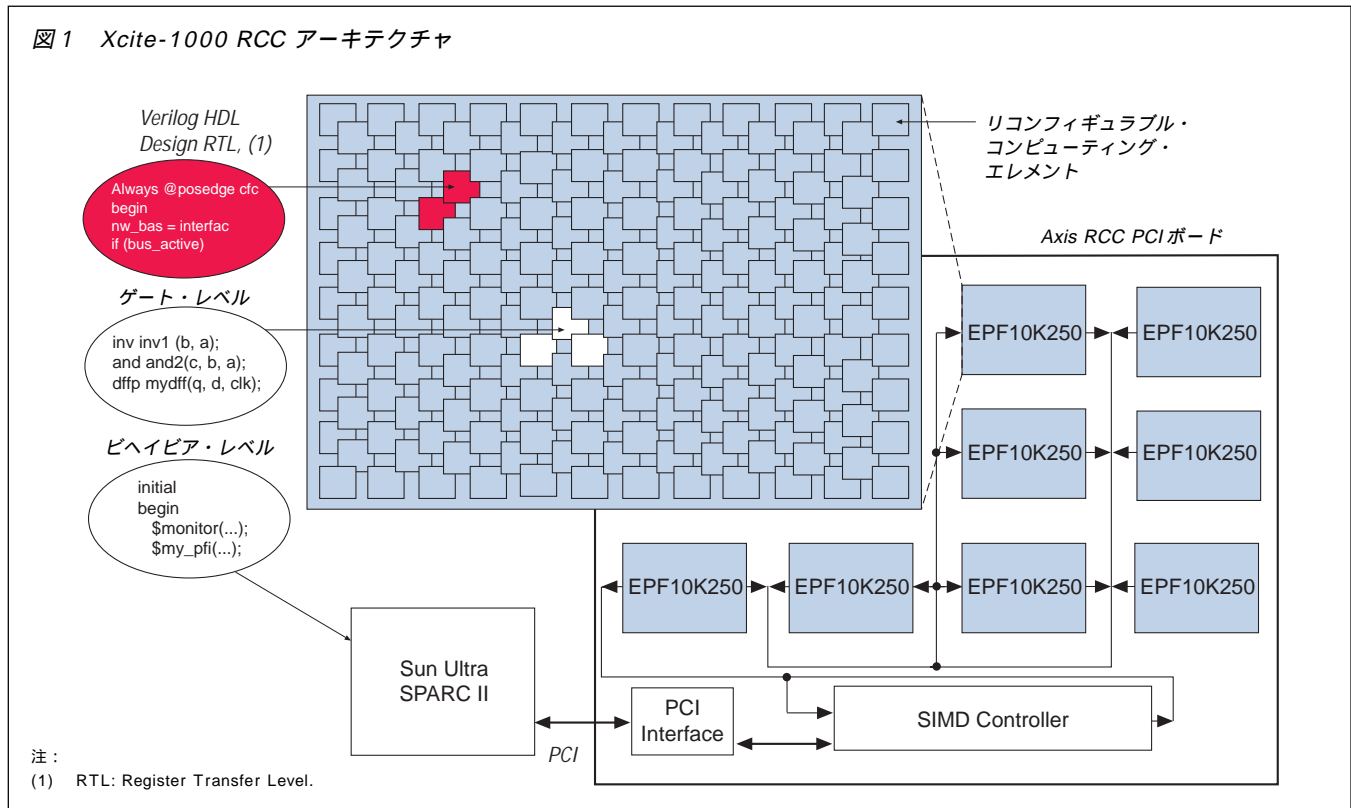 図 1 Xcite-1000 RCC アーキテクチャ
Verilog HDL
Design RTL, (1)
Always @posedge cfc
begin
nw_bas = interfac
if (bus_active)
ゲート・レベル
inv inv1 (b, a);
and and2(c, b, a);
dffp mydff(q, d, clk);
ビヘイビア・レベル
initial
begin
$monitor(...);
$my_pfi(...);
リコンフィギュラブル・
コンピューティング・
エレメント
Axis RCC PCI ボード
EPF10K250
EPF10K250
EPF10K250
EPF10K250
EPF10K250
EPF10K250
EPF10K250
EPF10K250
Sun Ultra
SPARC II
PCI
PCI
Interface
SIMD Controller
注：
(1) RTL: Register Transfer Level.